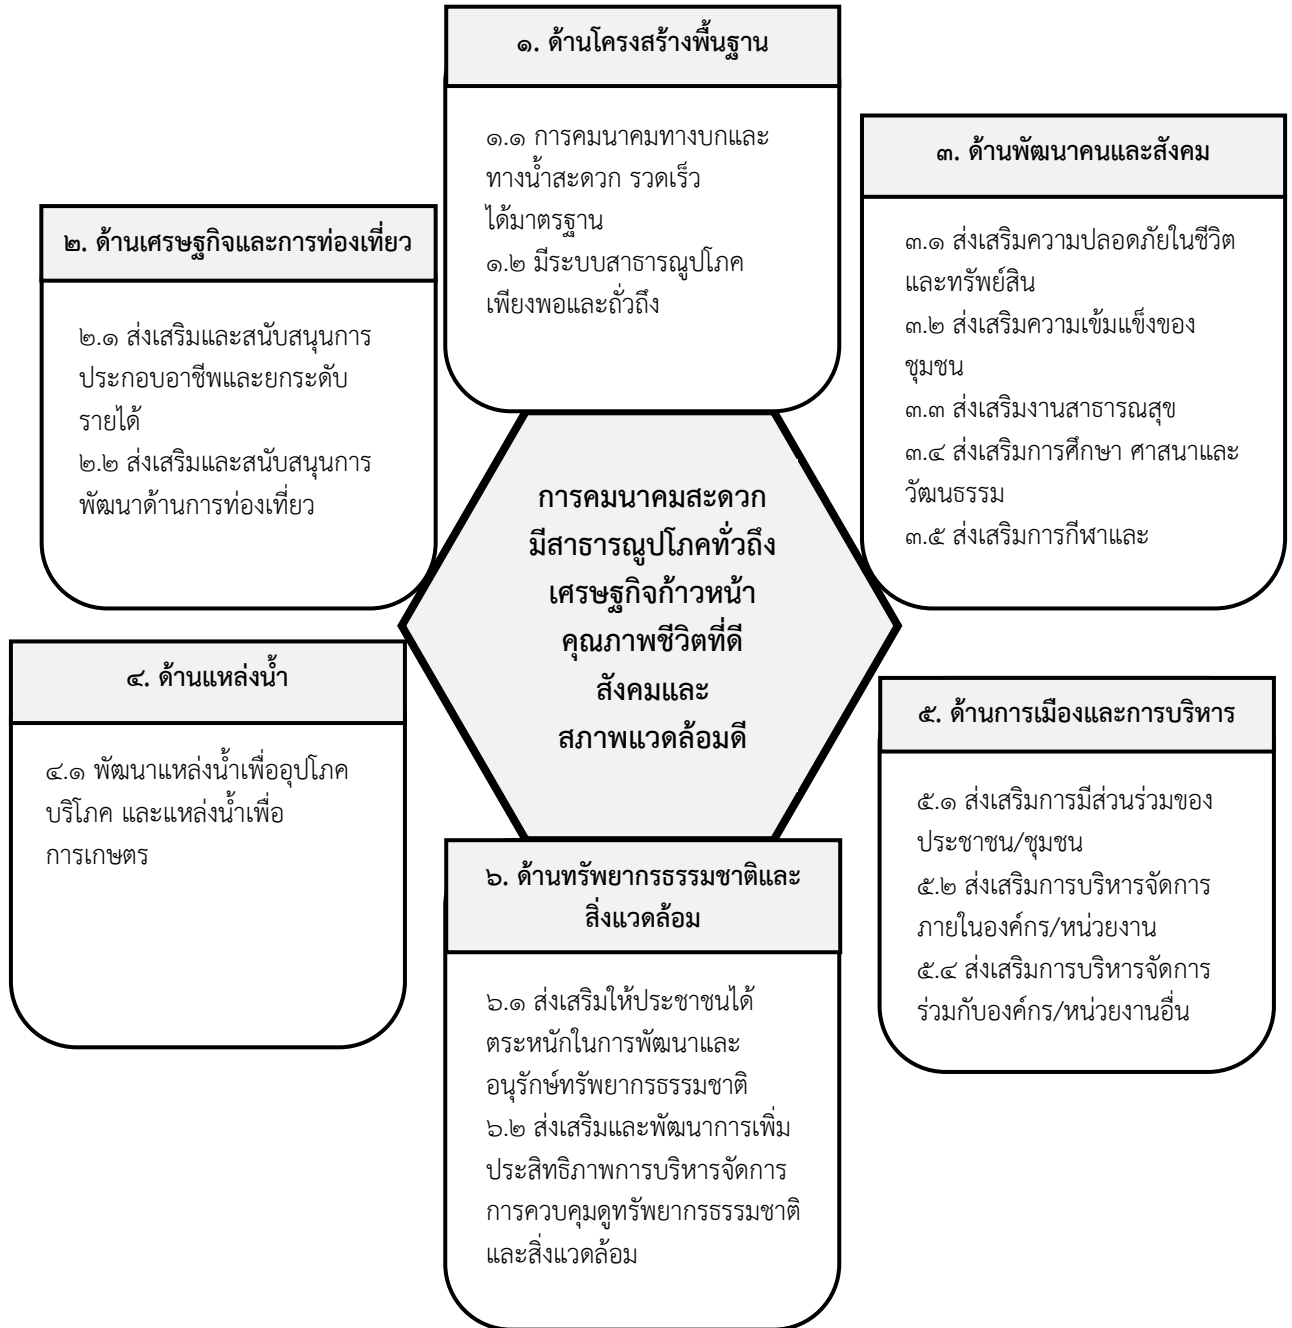 ๑. ด้านโครงสร้างพื้นฐาน
๑.๑ การคมนาคมทางบกและ
ทางน้ำสะดวก รวดเร็ว
ได้มาตรฐาน
๑.๒ มีระบบสาธารณูปโภค
เพียงพอและถั่วถึง
๒. ด้านเศรษฐกิจและการท่องเที่ยว
๒.๑ ส่งเสริมและสนับสนุนการ
ประกอบอาชีพและยกระดับ
รายได้
๒.๒ ส่งเสริมและสนับสนุนการ
พัฒนาด้านการท่องเที่ยว
๓. ด้านพัฒนาคนและสังคม
๓.๑ ส่งเสริมความปลอดภัยในชีวิต
และทรัพย์สิน
๓.๒ ส่งเสริมความเข้มแข็งของ
ชุมชน
๓.๓ ส่งเสริมงานสาธารณสุข
๓.๔ ส่งเสริมการศึกษา ศาสนาและ
วัฒนธรรม
๓.๕ ส่งเสริมการกีฬาและ
การคมนาคมสะดวก
มีสาธารณูปโภคทั่วถึง
เศรษฐกิจก้าวหน้า
คุณภาพชีวิตที่ดี
สังคมและ
สภาพแวดล้อมดี
๔. ด้านแหล่งน้ำ
๔.๑ พัฒนาแหล่งน้ำเพื่ออุปโภค
บริโภค และแหล่งน้ำเพื่อ
การเกษตร
๕. ด้านการเมืองและการบริหาร
๕.๑ ส่งเสริมการมีส่วนร่วมของ
ประชาชน/ชุมชน
๕.๒ ส่งเสริมการบริหารจัดการ
ภายในองค์กร/หน่วยงาน
๕.๔ ส่งเสริมการบริหารจัดการ
ร่วมกับองค์กร/หน่วยงานอื่น
๖. ด้านทรัพยากรธรรมชาติและ
สิ่งแวดล้อม
๖.๑ ส่งเสริมให้ประชาชนได้
ตระหนักในการพัฒนาและ
อนุรักษ์ทรัพยากรธรรมชาติ
๖.๒ ส่งเสริมและพัฒนาการเพิ่ม
ประสิทธิภาพการบริหารจัดการ
การควบคุมดูทรัพยากรธรรมชาติ
และสิ่งแวดล้อม